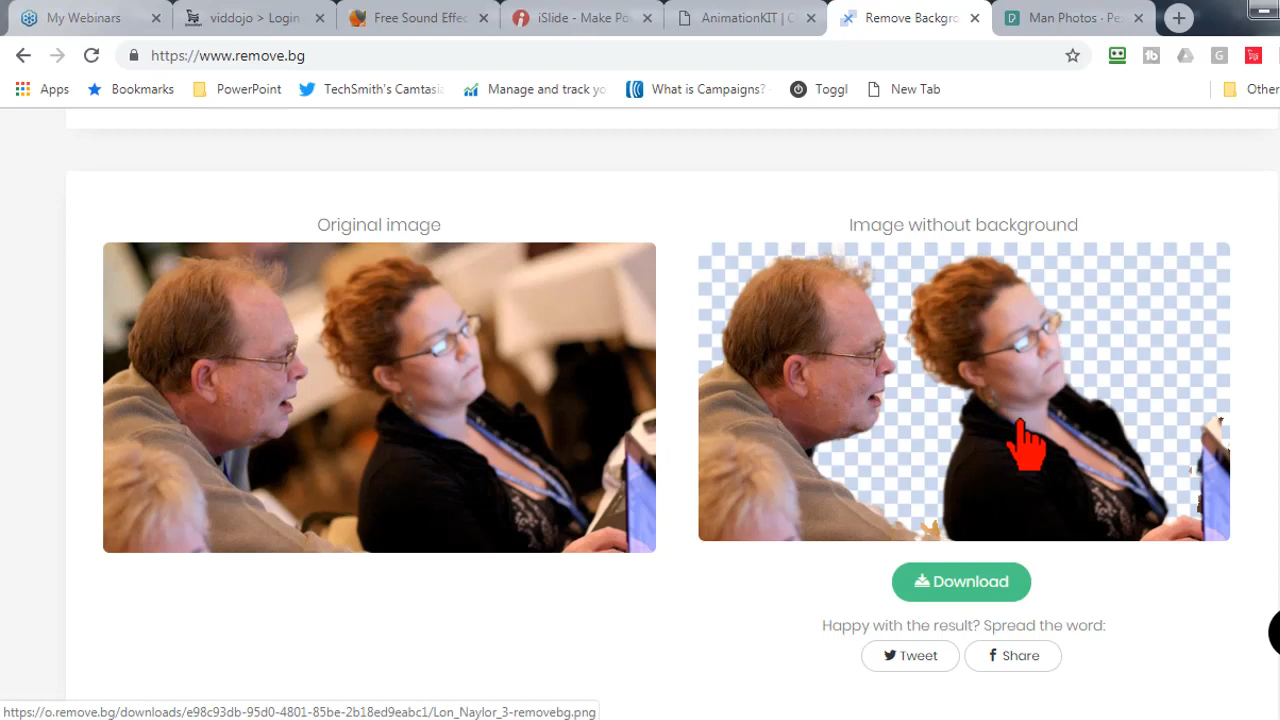 My Webinars
viddojo > Login
Free Sound Effec
iSlide - Make Po
AnimationKIT | C
Remove Backgro
Man Photos · Pe
https://www.remove.bg
Apps
Bookmarks
PowerPoint
TechSmith's Camtasia
Manage and track yo
What is Campaigns?
Toggl
New Tab
Other
Original image
Image without background
Download
Happy with the result? Spread the word:
Tweet
Share
https://o.remove.bg/downloads/e98c93db-95d0-4801-85be-2b18ed9eabc1/Lon_Naylor_3-removebg.png